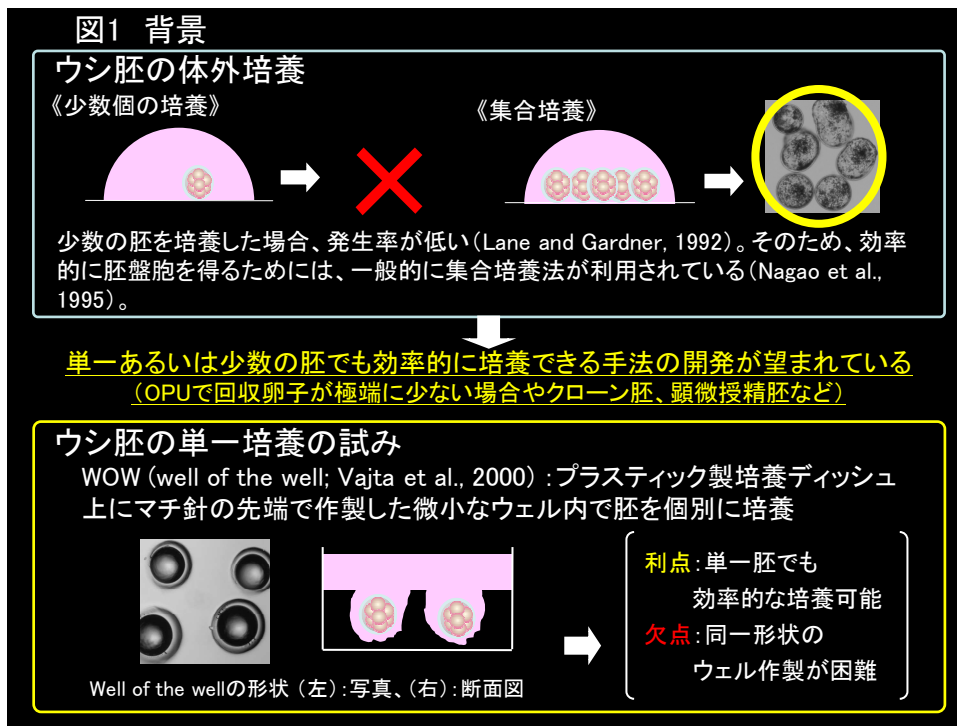 図1 背景
ウシ胚の体外培養
《少数個の培養》
《集合培養》
少数の胚を培養した場合、発生率が低い(Lane and Gardner, 1992)。そのため、効率
的に胚盤胞を得るためには、一般的に集合培養法が利用されている(Nagao et al.,
1995)。
単一あるいは少数の胚でも効率的に培養できる手法の開発が望まれている
(OPUで回収卵子が極端に少ない場合やクローン胚、顕微授精胚など)
ウシ胚の単一培養の試み
WOW (well of the well; Vajta et al., 2000) :プラスティック製培養ディッシュ
上にマチ針の先端で作製した微小なウェル内で胚を個別に培養
利点:単一胚でも
効率的な培養可能
欠点:同一形状の
ウェル作製が困難
Well of the wellの形状 (左):写真、(右):断面図